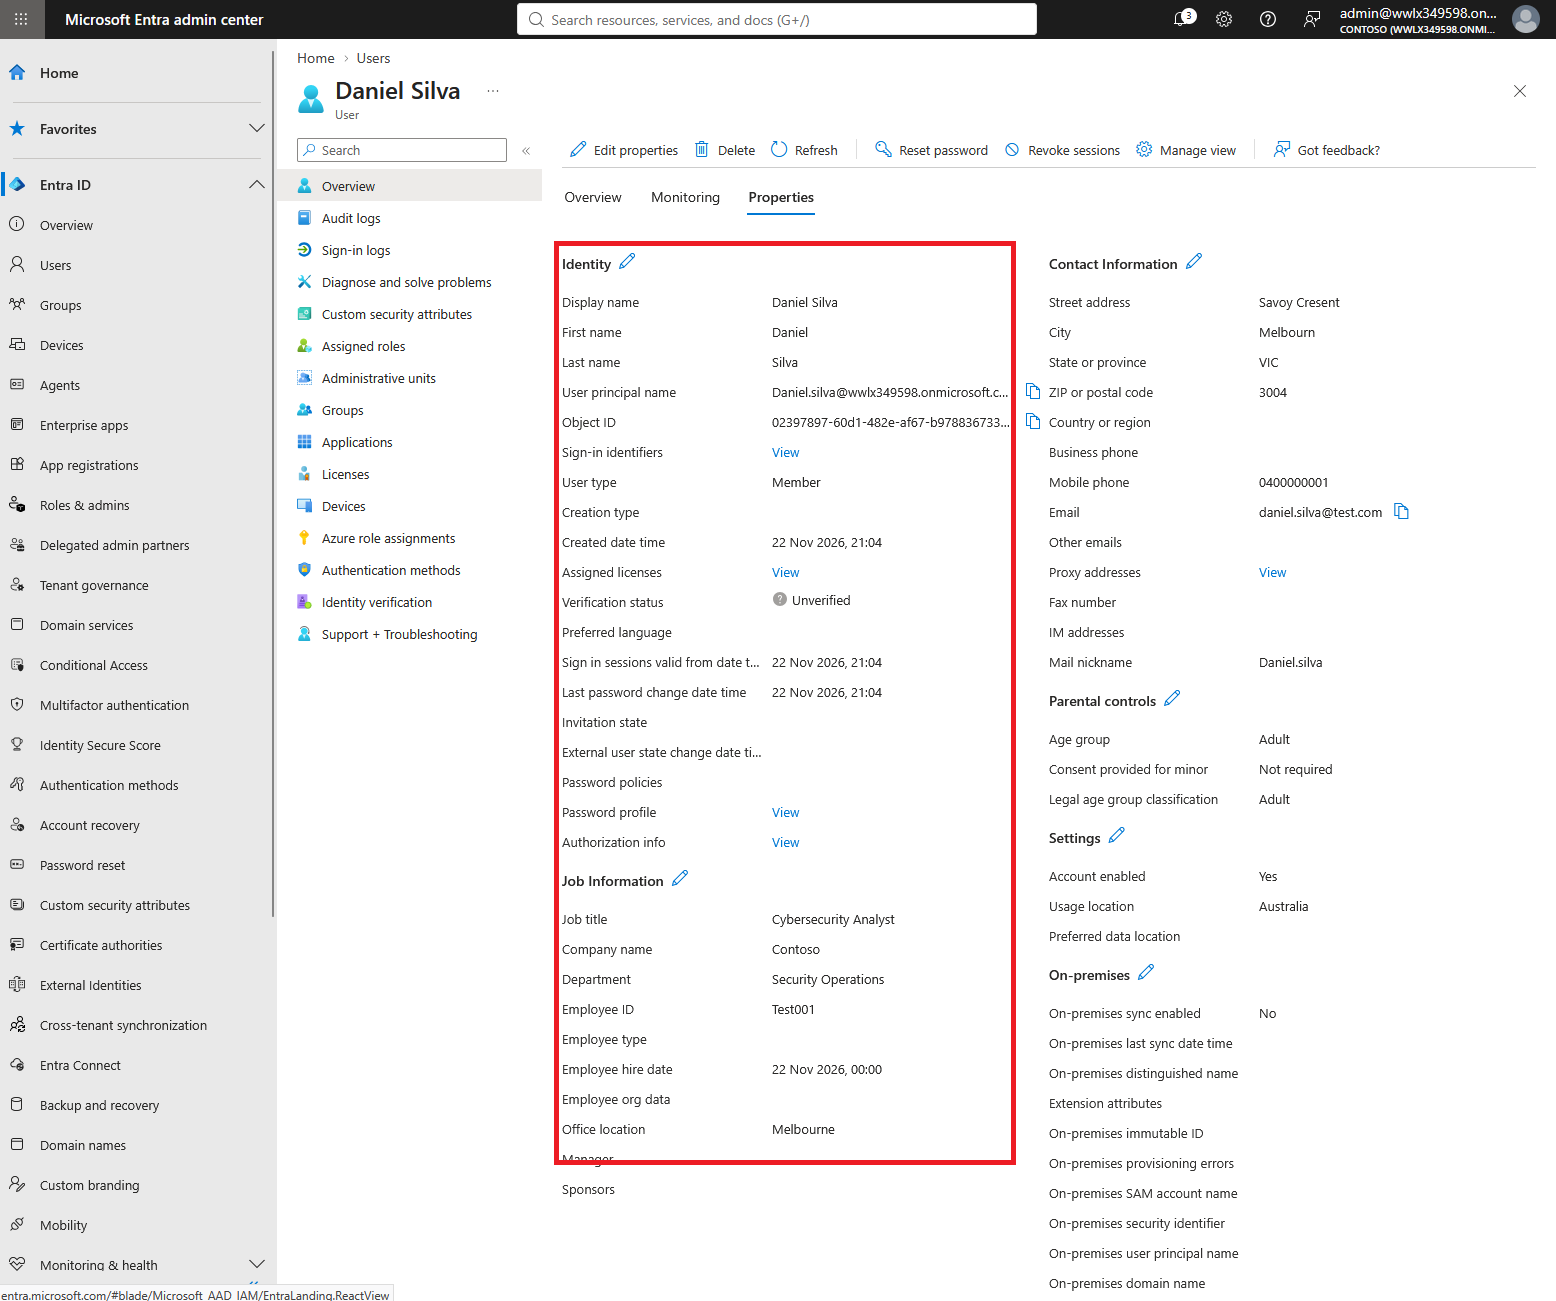 Microsoft Entra admin center
Search resources, services, and docs (G+/)
3
admin@wwlx349598.on...
CONTOSO (WWLX349598.ONMI...
Home
Favorites
Entra ID
Overview
Users
Groups
Devices
Agents
Enterprise apps
App registrations
Roles & admins
Delegated admin partners
Tenant governance
Domain services
Conditional Access
Multifactor authentication
Identity Secure Score
Authentication methods
Account recovery
Password reset
Custom security attributes
Certificate authorities
External Identities
Cross-tenant synchronization
Entra Connect
Backup and recovery
Domain names
Custom branding
Mobility
Monitoring & health
entra.microsoft.com/#blade/Microsoft_AAD_IAM/EntraLanding.ReactView
Home > Users
Daniel Silva ...
User
Search
Overview
Audit logs
Sign-in logs
Diagnose and solve problems
Custom security attributes
Assigned roles
Administrative units
Groups
Applications
Licenses
Devices
Azure role assignments
Authentication methods
Identity verification
Support + Troubleshooting
Edit properties Delete Refresh Reset password Revoke sessions Manage view Got feedback?
Overview Monitoring Properties
Identity
Display name Daniel Silva
First name Daniel
Last name Silva
User principal name Daniel.silva@wwlx349598.onmicrosoft.c...
Object ID 02397897-60d1-482e-af67-b978836733...
Sign-in identifiers View
User type Member
Creation type
Created date time 22 Nov 2026, 21:04
Assigned licenses View
Verification status Unverified
Preferred language
Sign in sessions valid from date t... 22 Nov 2026, 21:04
Last password change date time 22 Nov 2026, 21:04
Invitation state
External user state change date ti...
Password policies
Password profile View
Authorization info View
Job Information
Job title Cybersecurity Analyst
Company name Contoso
Department Security Operations
Employee ID Test001
Employee type
Employee hire date 22 Nov 2026, 00:00
Employee org data
Office location Melbourne
Manager
Sponsors
Contact Information
Street address Savoy Cresent
City Melbourn
State or province VIC
ZIP or postal code 3004
Country or region
Business phone
Mobile phone 0400000001
Email daniel.silva@test.com
Other emails
Proxy addresses View
Fax number
IM addresses
Mail nickname Daniel.silva
Parental controls
Age group Adult
Consent provided for minor Not required
Legal age group classification Adult
Settings
Account enabled Yes
Usage location Australia
Preferred data location
On-premises
On-premises sync enabled No
On-premises last sync date time
On-premises distinguished name
Extension attributes
On-premises immutable ID
On-premises provisioning errors
On-premises SAM account name
On-premises security identifier
On-premises user principal name
On-premises domain name